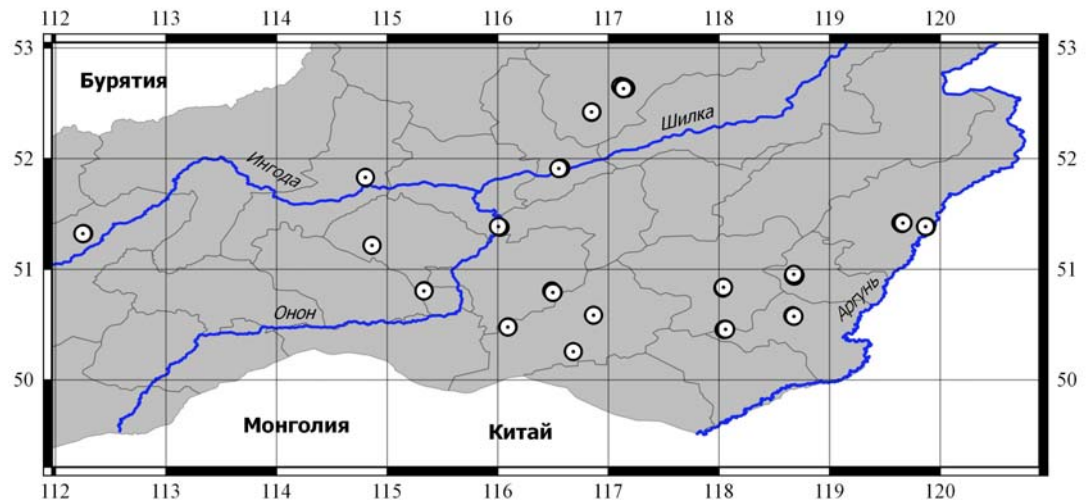 112 113 114 115 116 117 118 119 120
53 53
Бурятия
Шилка
52 52
Ингода
51 51
Аргунь
Онон
50 50
Монголия Китай
112 113 114 115 116 117 118 119 120